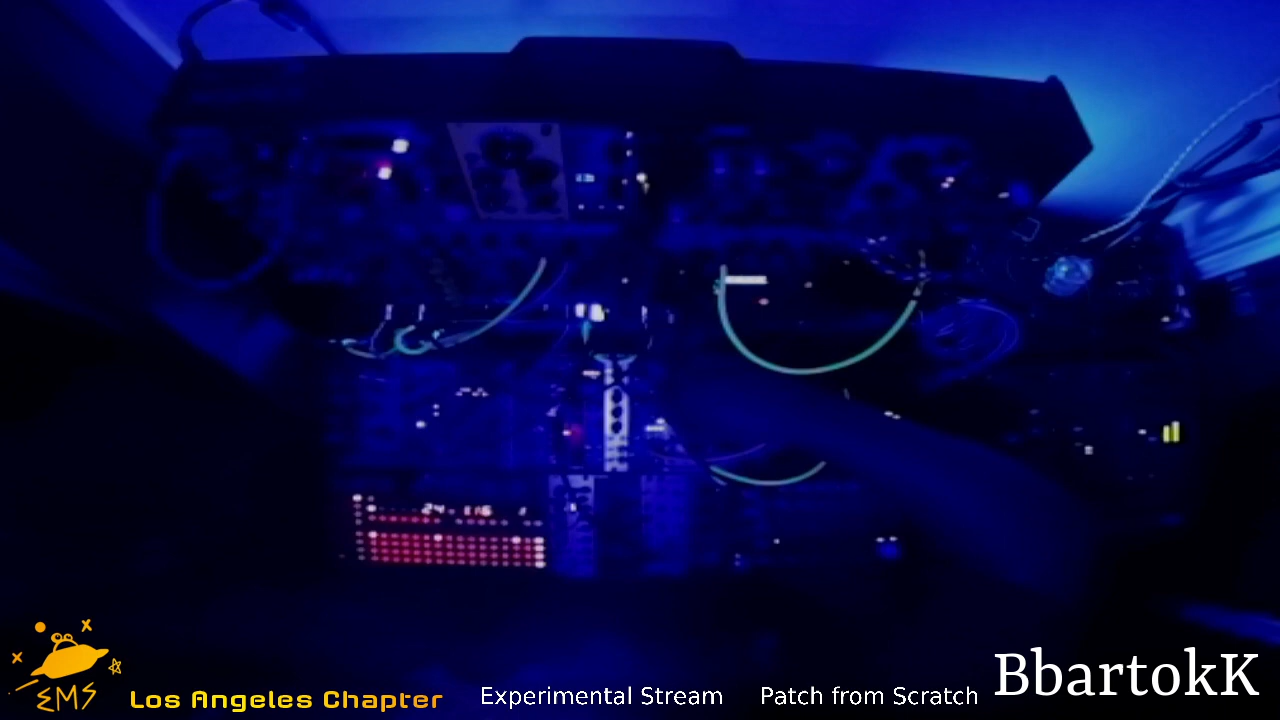 EMS
Los Angeles Chapter
Experimental Stream
Patch from Scratch
BbartokK